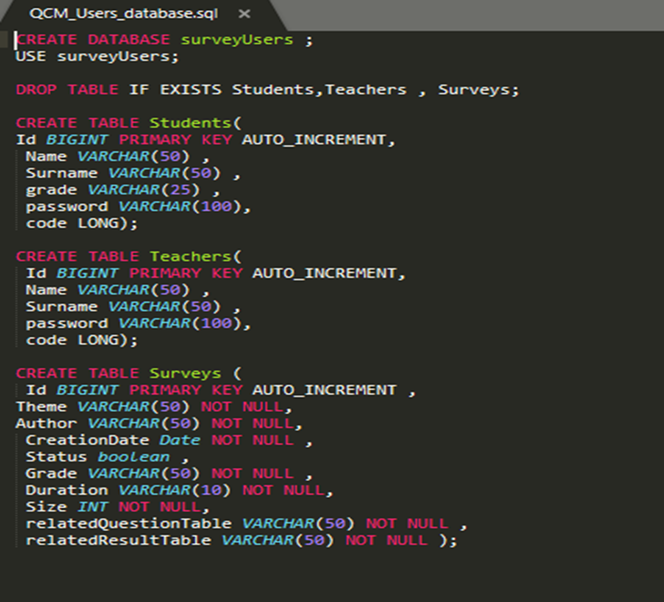 QCM_Users_database.sql ×
CREATE DATABASE surveyUsers ;
USE surveyUsers;
DROP TABLE IF EXISTS Students,Teachers , Surveys;
CREATE TABLE Students(
Id BIGINT PRIMARY KEY AUTO_INCREMENT,
Name VARCHAR(50) ,
Surname VARCHAR(50) ,
grade VARCHAR(25) ,
password VARCHAR(100),
code LONG);
CREATE TABLE Teachers(
Id BIGINT PRIMARY KEY AUTO_INCREMENT,
Name VARCHAR(50) ,
Surname VARCHAR(50) ,
password VARCHAR(100),
code LONG);
CREATE TABLE Surveys (
Id BIGINT PRIMARY KEY AUTO_INCREMENT ,
Theme VARCHAR(50) NOT NULL,
Author VARCHAR(50) NOT NULL,
CreationDate Date NOT NULL ,
Status boolean ,
Grade VARCHAR(50) NOT NULL ,
Duration VARCHAR(10) NOT NULL,
Size INT NOT NULL,
relatedQuestionTable VARCHAR(50) NOT NULL ,
relatedResultTable VARCHAR(50) NOT NULL );